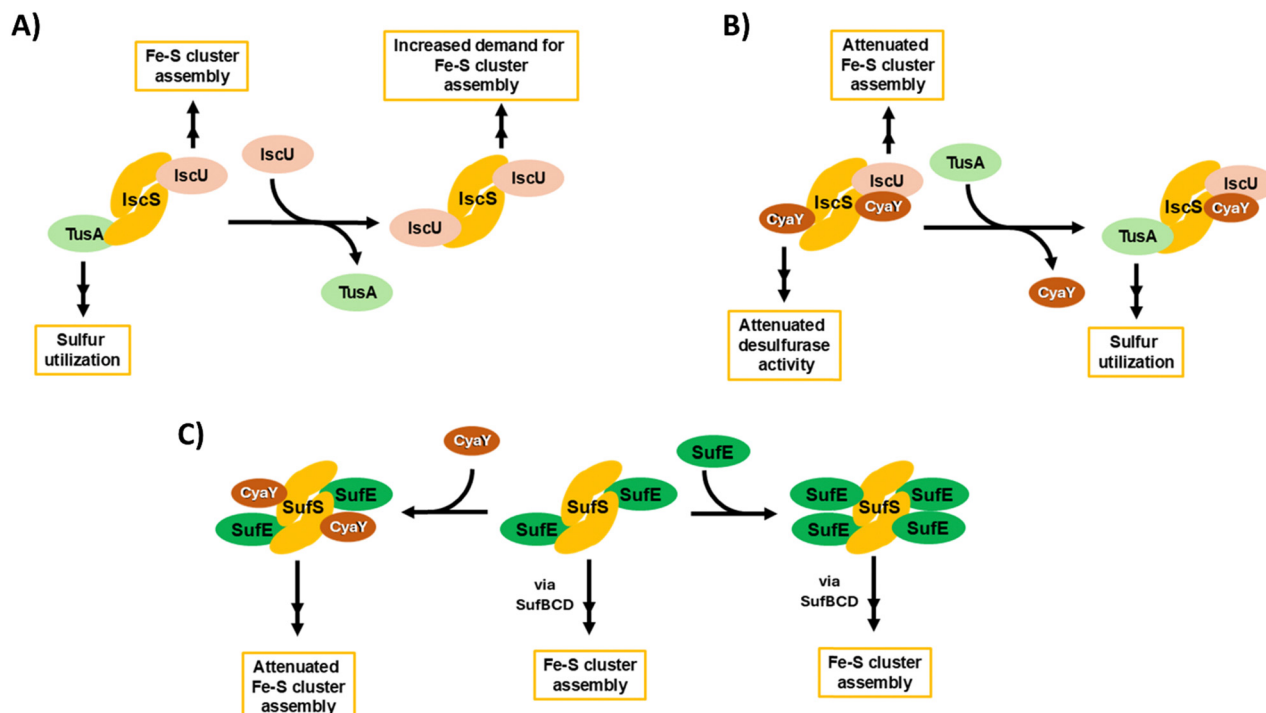 A)
Fe-S cluster
assembly
Increased demand for
Fe-S cluster
assembly
IscU
IscU
IscS
TusA
IscU
IscS
IscU
TusA
Sulfur
utilization
B)
Attenuated
Fe-S cluster
assembly
TusA
IscU
IscS
CyaY
CyaY
IscU
IscS
CyaY
TusA
CyaY
Attenuated
desulfurase
activity
Sulfur
utilization
C)
CyaY
SufE
CyaY
SufE
SufS
SufE
CyaY
SufE
SufS
SufE
SufE
SufE
SufS
SufE
SufE
via
SufBCD
via
SufBCD
Attenuated
Fe-S cluster
assembly
Fe-S cluster
assembly
Fe-S cluster
assembly